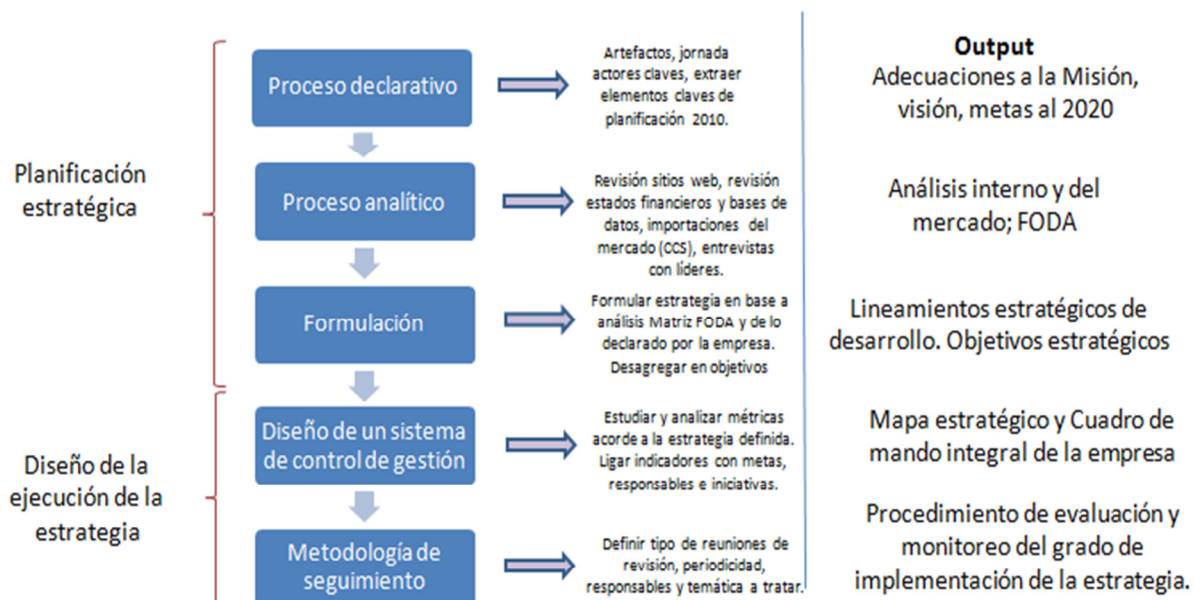 Planificación
estratégica
Diseño de la
ejecución de la
estrategia
Proceso declarativo
Artefactos, jornada
actores claves, extraer
elementos claves de
planificación 2010.
Output
Adecuaciones a la Misión,
visión, metas al 2020
Proceso analítico
Revisión sitios web, revisión
estados financieros y bases de
datos, importaciones del
mercado (CCS), entrevistas
con líderes.
Análisis interno y del
mercado; FODA
Formulación
Formular estrategia en base a
análisis Matriz FODA y de lo
declarado por la empresa.
Desagregar en objetivos
Lineamientos estratégicos de
desarrollo. Objetivos estratégicos
Diseño de un sistema
de control de gestión
Estudiar y analizar métricas
acorde a la estrategia definida.
Ligar indicadores con metas,
responsables e iniciativas.
Mapa estratégico y Cuadro de
mando integral de la empresa
Metodología de
seguimiento
Definir tipo de reuniones de
revisión, periodicidad,
responsables y temática a tratar.
Procedimiento de evaluación y
monitoreo del grado de
implementación de la estrategia.